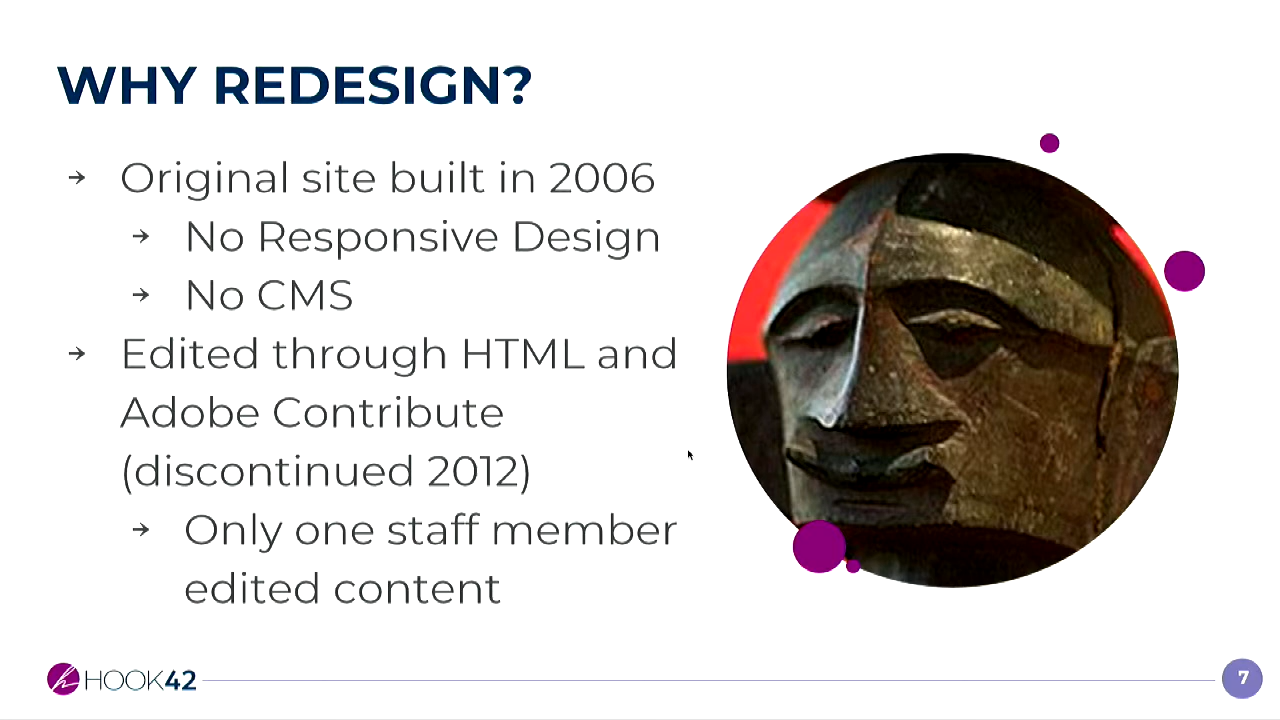 WHY REDESIGN?
→ Original site built in 2006
→ No Responsive Design
→ No CMS
→ Edited through HTML and
Adobe Contribute
(discontinued 2012)
→ Only one staff member
edited content
HOOK42
7